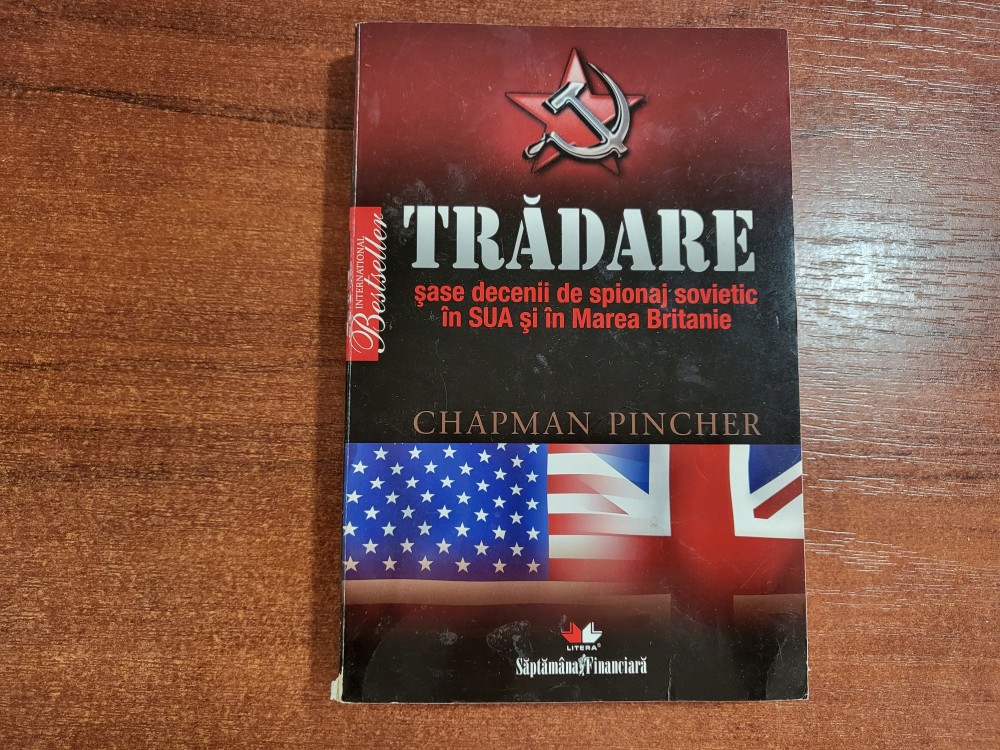 TRĂDARE
şase decenii de spionaj sovietic
în SUA şi în Marea Britanie
INTERNATIONAL
Bestseller
CHAPMAN PINCHER
LITERA®
Săptămâna Financiară